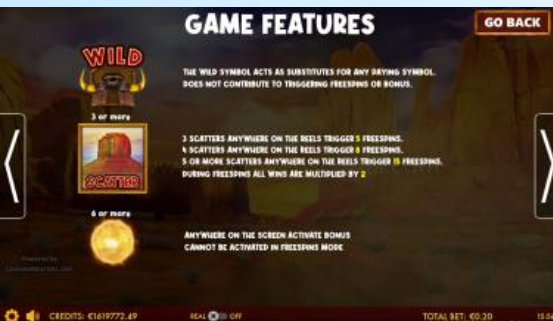 GAME FEATURES
GO BACK
WILD
THE WILD SYMBOL ACTS AS SUBSTITUTES FOR ANY PAYING SYMBOL.
DOES NOT CONTRIBUTE TO TRIGGERING FREESPINS OR BONUS.
3 or more
3 SCATTERS ANYWHERE ON THE REELS TRIGGER 5 FREESPINS.
4 SCATTERS ANYWHERE ON THE REELS TRIGGER 8 FREESPINS.
5 OR MORE SCATTERS ANYWHERE ON THE REELS TRIGGER 15 FREESPINS.
DURING FREESPINS ALL WINS ARE MULTIPLIED BY 2
SCATTER
6 or more
ANYWHERE ON THE SCREEN ACTIVATE BONUS
CANNOT BE ACTIVATED IN FREESPINS MODE
Powered by
CREDITS: €1619772.49
REAL OFF
TOTAL BET: €0.20